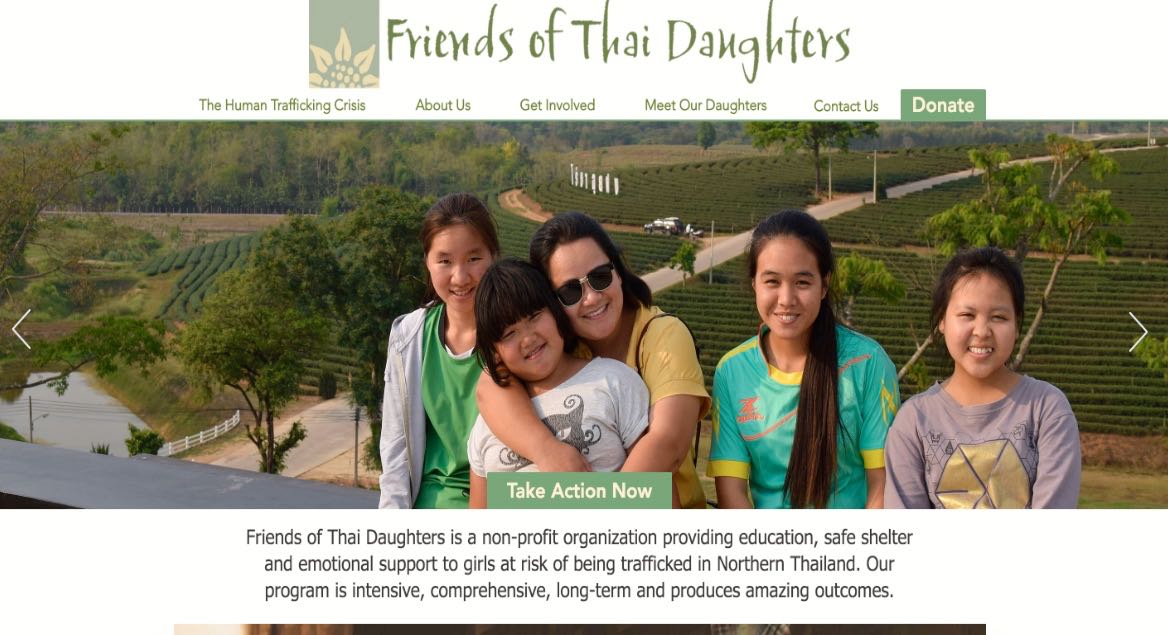 Friends of Thai Daughters
The Human Trafficking Crisis About Us Get Involved Meet Our Daughters Contact Us Donate
Take Action Now
Friends of Thai Daughters is a non-profit organization providing education, safe shelter
and emotional support to girls at risk of being trafficked in Northern Thailand. Our
program is intensive, comprehensive, long-term and produces amazing outcomes.